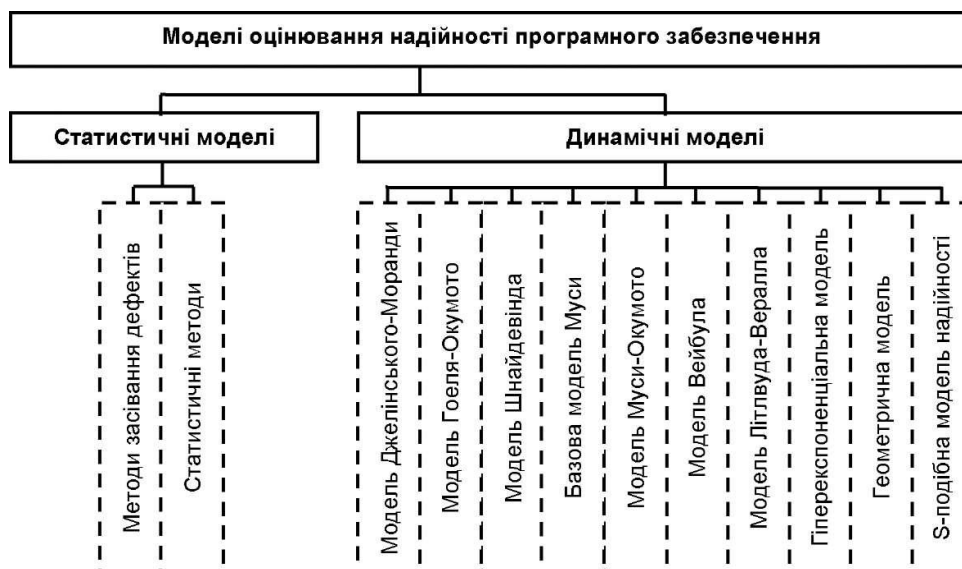 Моделі оцінювання надійності програмного забезпечення
Статистичні моделі
Динамічні моделі
Методи засівання дефектів
Статистичні методи
Модель Джелінського-Моранди
Модель Гоеля-Окумото
Модель Шнайдевінда
Базова модель Муси
Модель Муси-Окумото
Модель Вейбула
Модель Літлвуда-Вералла
Гіперекспоненціальна модель
Геометрична модель
S-подібна модель надійності